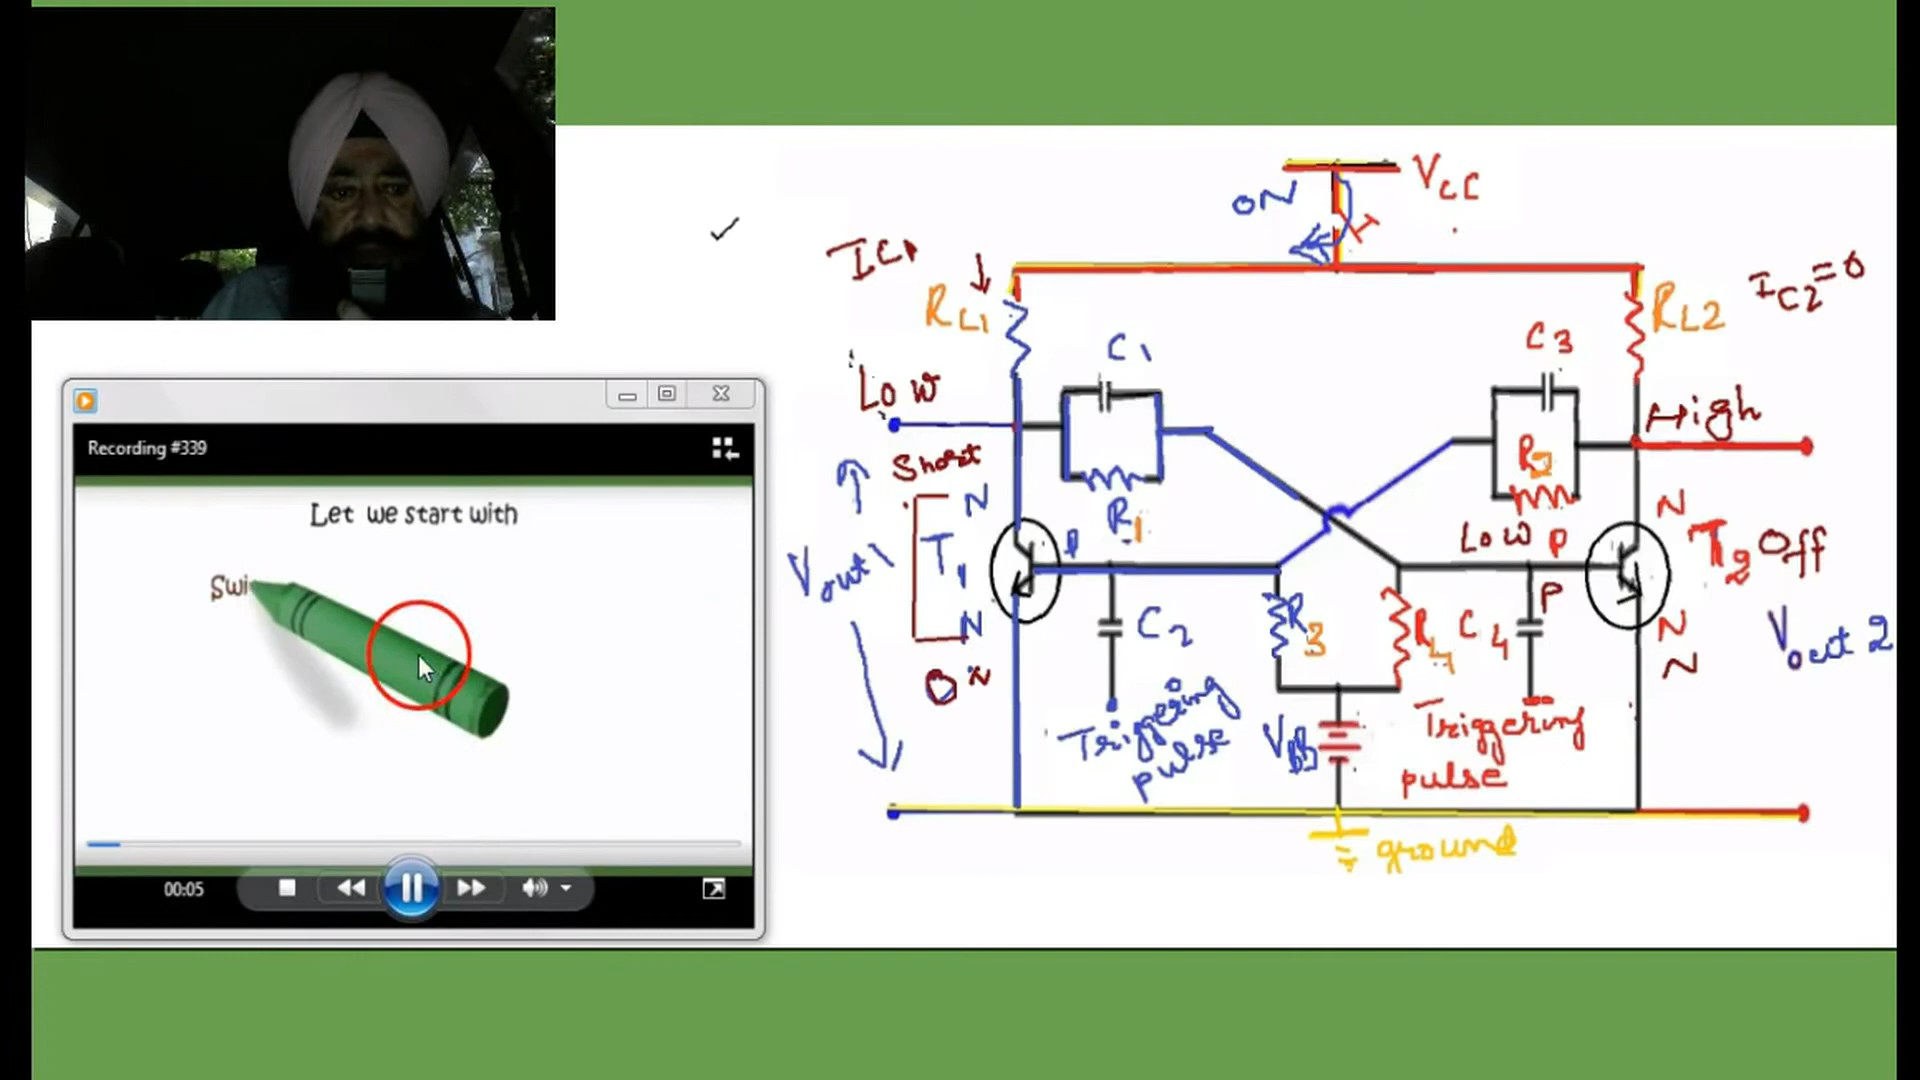 Recording #339
Let we start with
Swi
00:05
VCC
ON
IC1
RL1
RL2
IC2=0
C1
C3
Low
High
Short
R1
R2
N
T1
P
N
Vout1
ON
Low P
N
T2 Off
P
N
N
C2
R3
R4
C4
Vout 2
Triggering
pulse
VBB
Triggering
pulse
ground